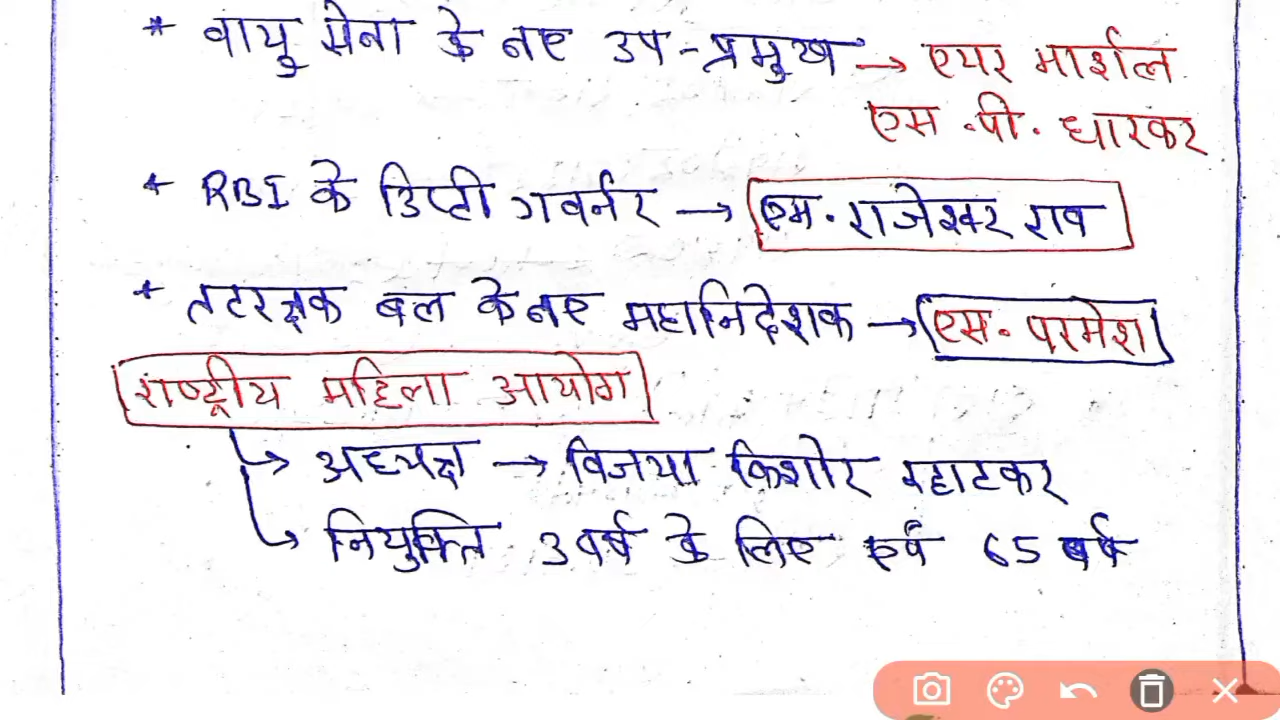 * वायु सेना के नए उप-प्रमुख → एयर मार्शल
एस.पी. धारकर
* RBI के डिप्टी गवर्नर → एम. राजेश्वर राव
* तटरक्षक बल के नए महानिदेशक → एस. परमेश
राष्ट्रीय महिला आयोग
↳ अध्यक्ष → विजया किशोर रहाटकर
↳ नियुक्ति 3 वर्ष के लिए एवं 65 वर्ष